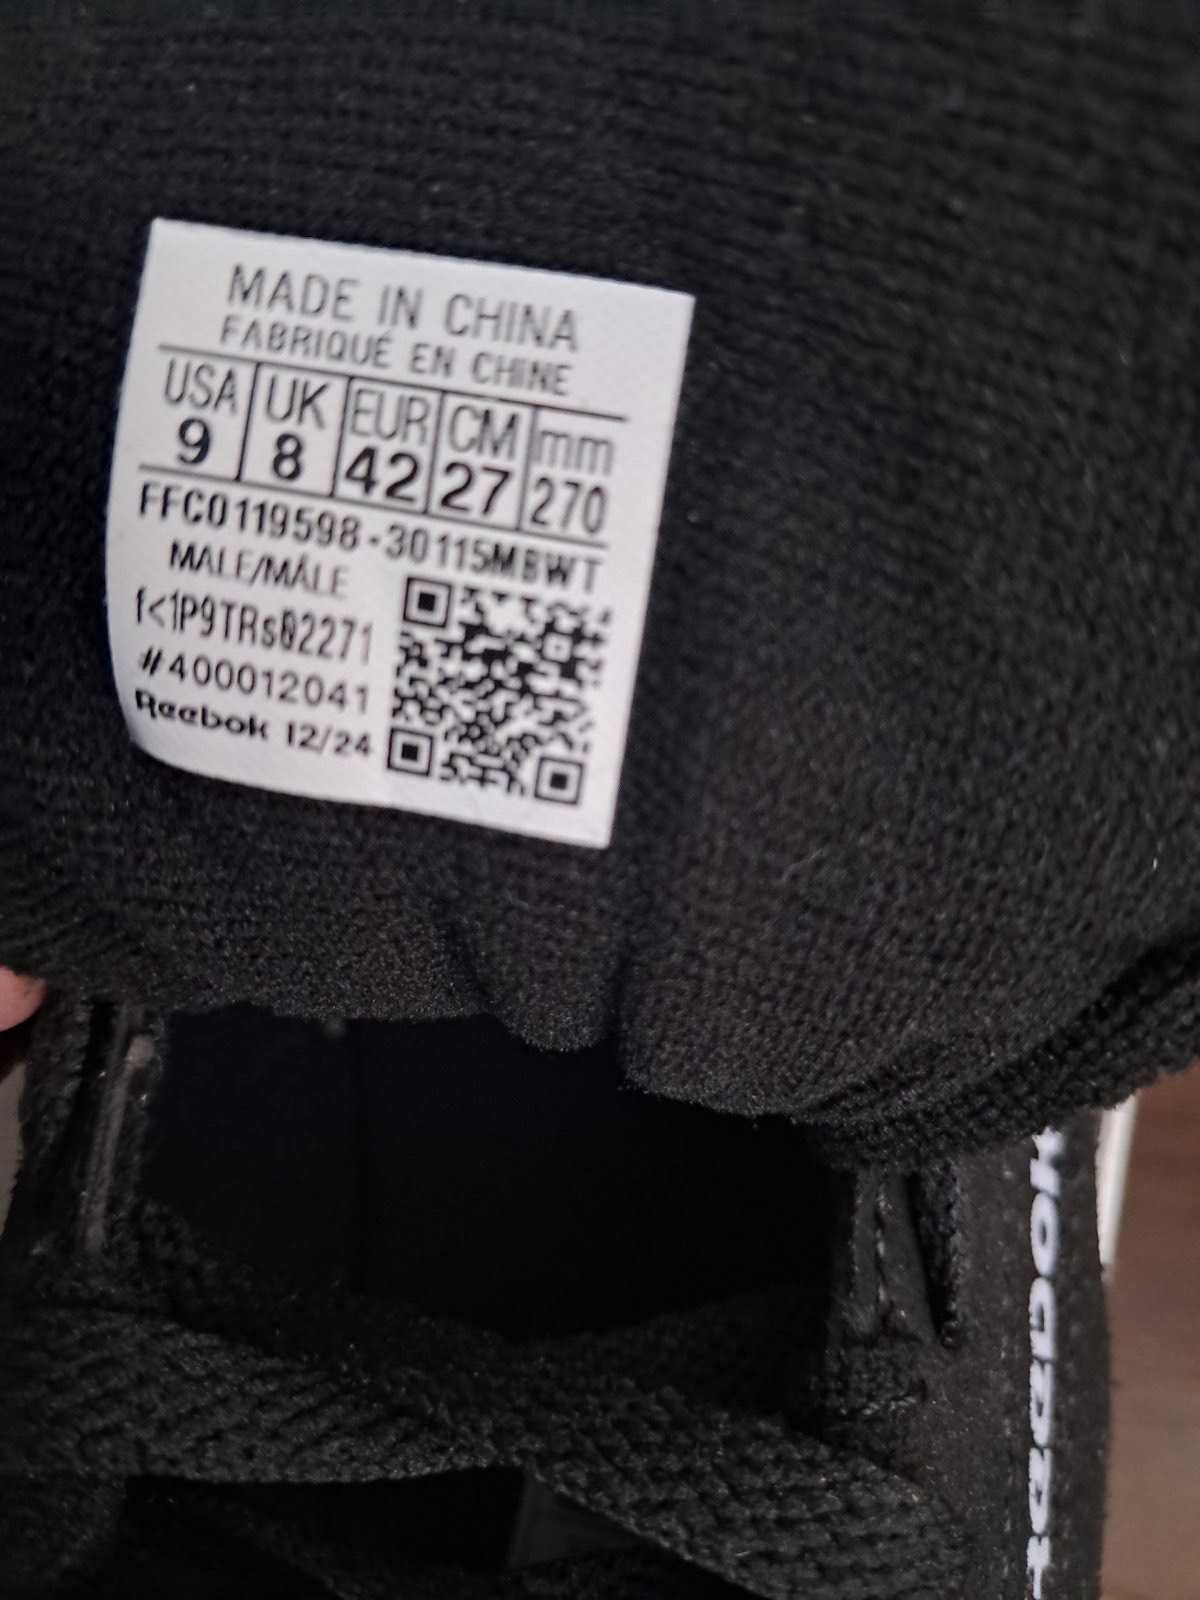 MADE IN CHINA
FABRIQUÉ EN CHINE
USA UK EUR CM mm
9 8 42 27 270
FFC0119598-30115MBWT
MALE/MÂLE
f<1P9TRs02271
#400012041
Reebok 12/24